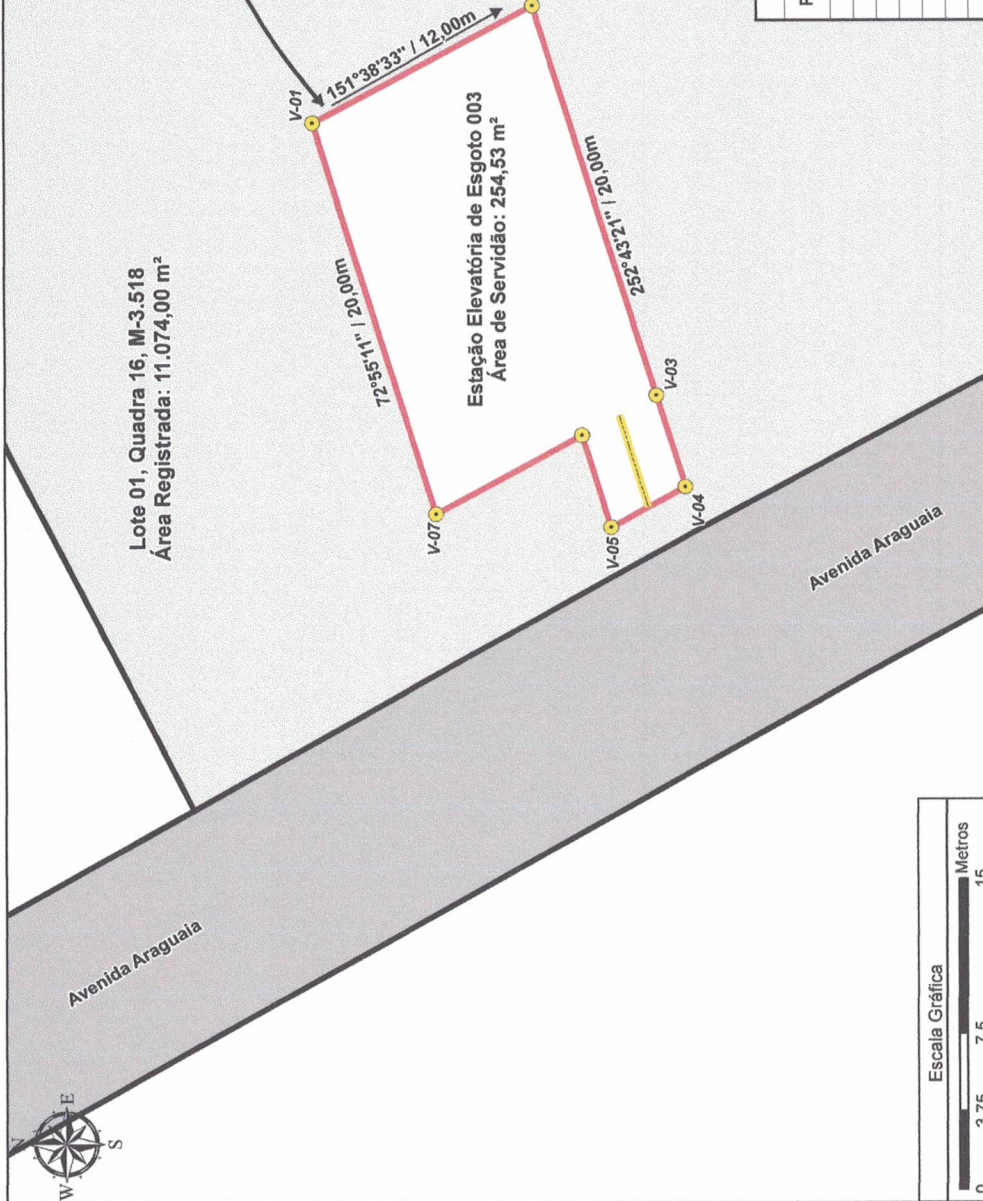 Lote 01, Quadra 16, M-3.518
Área Registrada: 11.074,00 m²
V-01
151°38'33" / 12,00m
72°55'11" / 20,00m
Estação Elevatória de Esgoto 003
Área de Servidão: 254,53 m²
252°43'21" / 20,00m
V-07
V-03
V-05
V-04
Avenida Araguaia
Avenida Araguaia
N
W E
S
Escala Gráfica
0 3,75 7,5 15 Metros